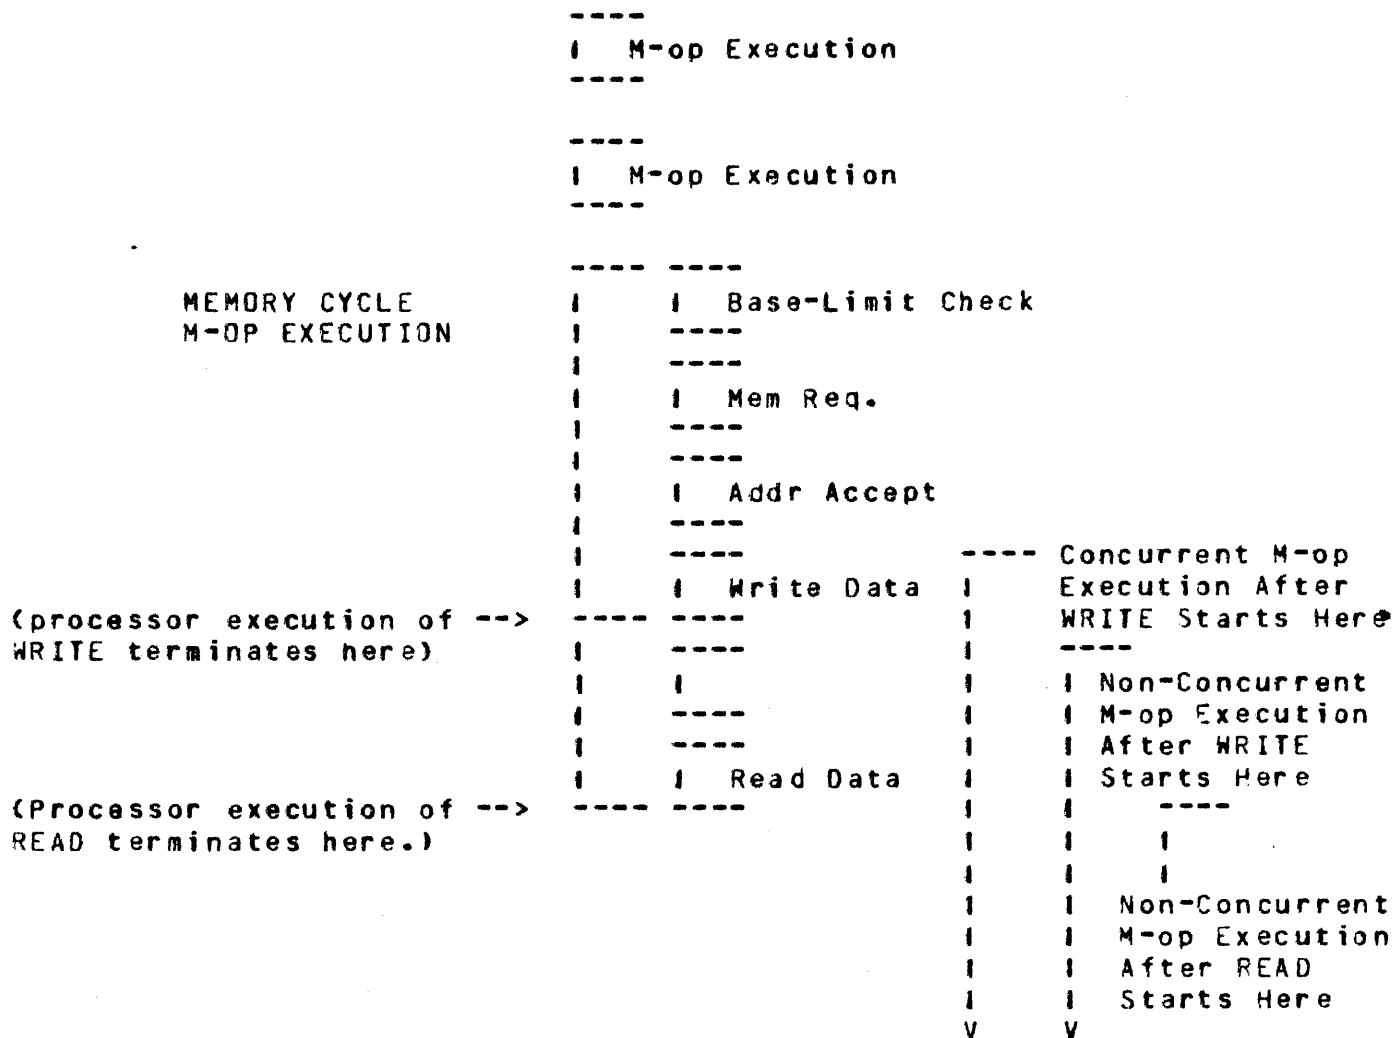 ----
| M-op Execution
----
----
| M-op Execution
----
---- ----
MEMORY CYCLE | | Base-Limit Check
M-OP EXECUTION | ----
| ----
| | Mem Req.
| ----
| ----
| | Addr Accept
| ----
| ---- ---- Concurrent M-op
| | Write Data | Execution After
(processor execution of --> ---- ---- | WRITE Starts Here
WRITE terminates here) | ---- | ----
| | | | Non-Concurrent
| ---- | | M-op Execution
| ---- | | After WRITE
| | Read Data | | Starts Here
(Processor execution of --> ---- ---- | | ----
READ terminates here.) | | |
| | |
| | Non-Concurrent
| | M-op Execution
| | After READ
| | Starts Here
V V